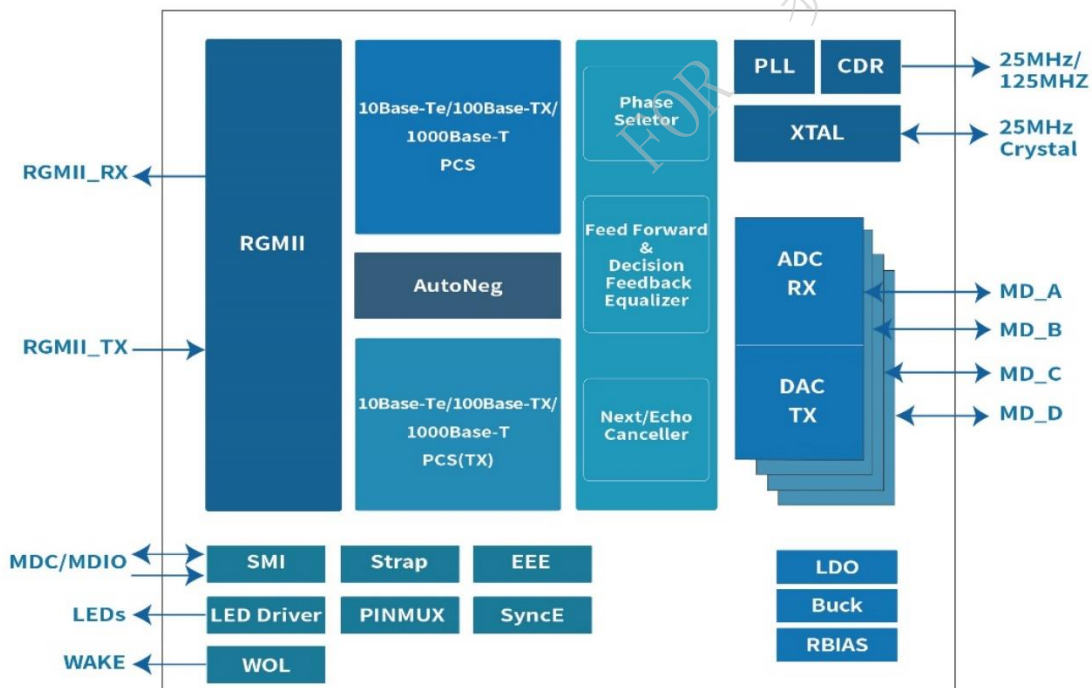 RGMII_RX
RGMII_TX
RGMII
10Base-Te/100Base-TX/
1000Base-T
PCS
AutoNeg
10Base-Te/100Base-TX/
1000Base-T
PCS(TX)
Phase
Seletor
Feed Forward
&
Decision
Feedback
Equalizer
Next/Echo
Canceller
FOR
PLL
CDR
25MHz/
125MHZ
XTAL
25MHz
Crystal
ADC
RX
DAC
TX
MD_A
MD_B
MD_C
MD_D
MDC/MDIO
SMI
Strap
EEE
LEDs
LED Driver
PINMUX
SyncE
WAKE
WOL
LDO
Buck
RBIAS